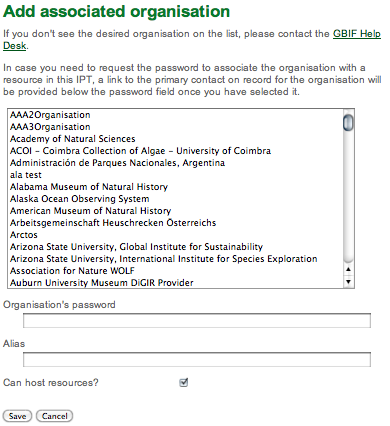 Add associated organisation
If you don't see the desired organisation on the list, please contact the GBIF Help
Desk.
In case you need to request the password to associate the organisation with a
resource in this IPT, a link to the primary contact on record for the organisation will
be provided below the password field once you have selected it.
AAA2Organisation
AAA3Organisation
Academy of Natural Sciences
ACOI - Coimbra Collection of Algae - University of Coimbra
Administración de Parques Nacionales, Argentina
ala test
Alabama Museum of Natural History
Alaska Ocean Observing System
American Museum of Natural History
Arbeitsgemeinschaft Heuschrecken Österreichs
Arctos
Arizona State University, Global Institute for Sustainability
Arizona State University, International Institute for Species Exploration
Association for Nature WOLF
Auburn University Museum DiGIR Provider
Organisation's password
Alias
Can host resources?
Save Cancel